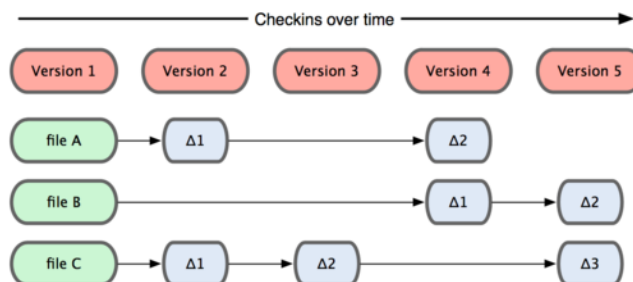 Checkins over time
Version 1 Version 2 Version 3 Version 4 Version 5
file A Δ1 Δ2
file B Δ1 Δ2
file C Δ1 Δ2 Δ3